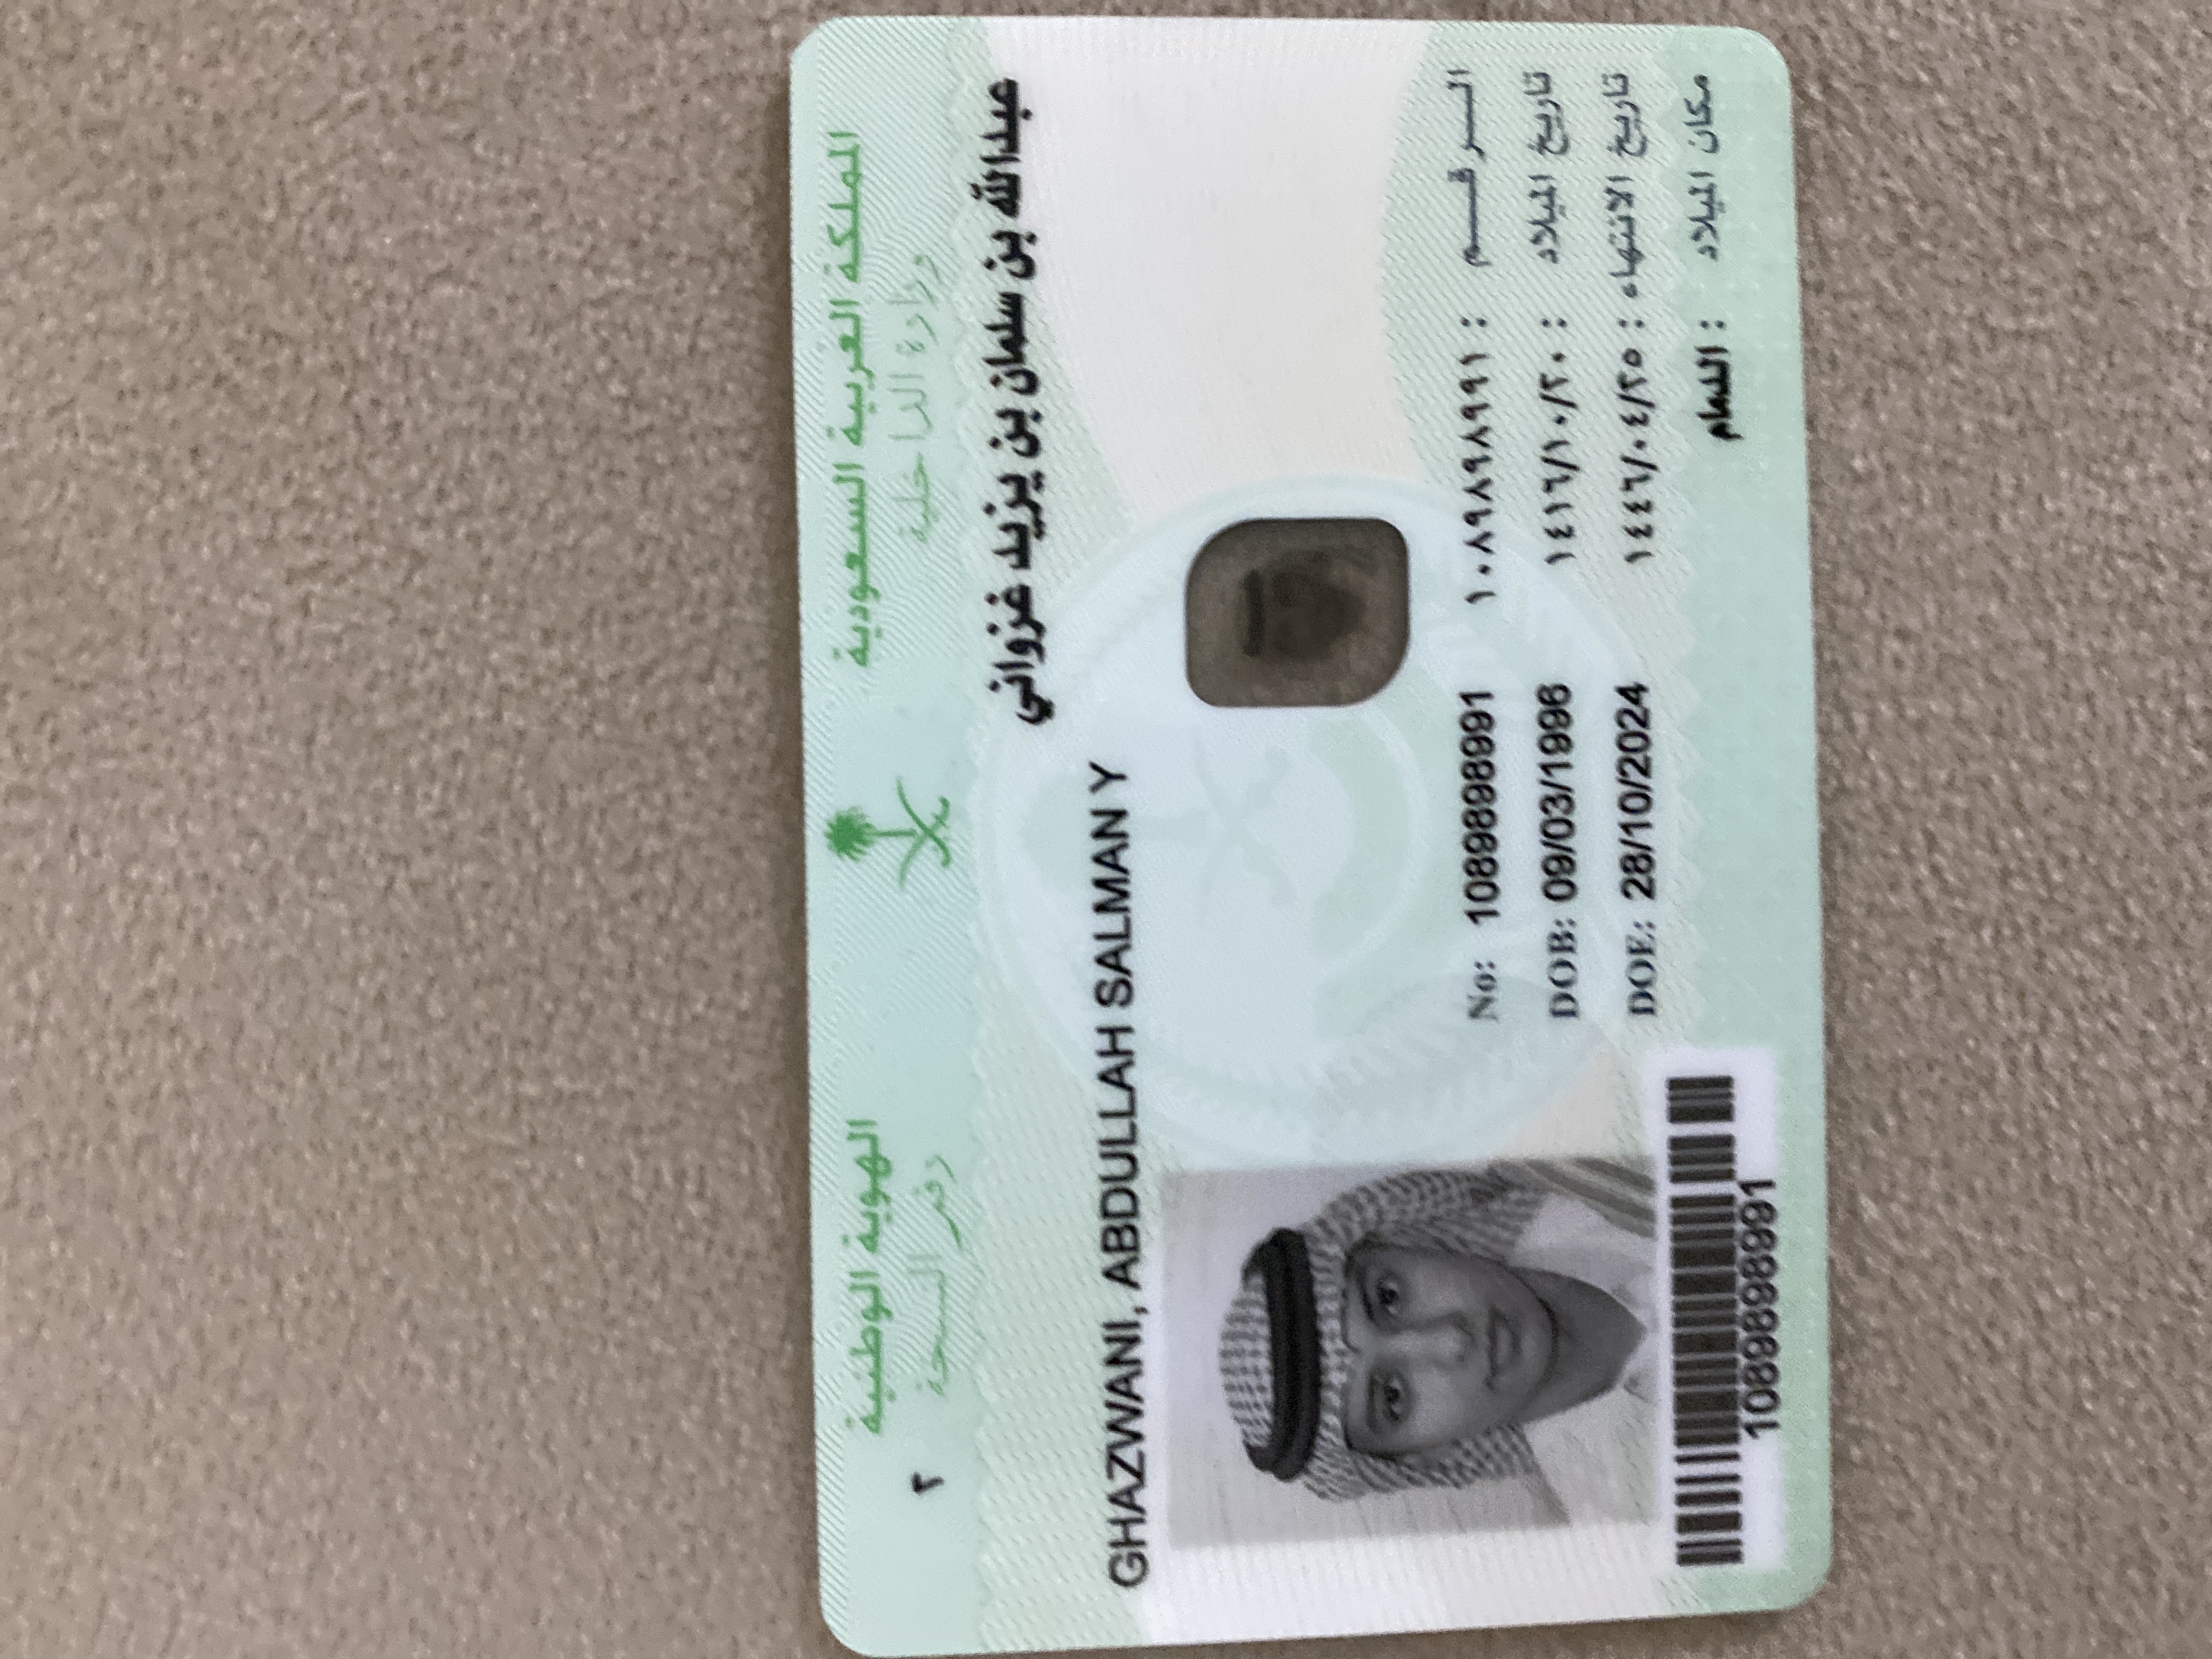 المملكة العربية السعودية
وزارة الداخلية
الهوية الوطنية
رقم النسخة ٢
عبدالله بن سلمان بن يزيد غزواني
GHAZWANI, ABDULLAH SALMAN Y
الرقم : ١٠٨٩٨٩٨٩٩١
No: 1089898991
تاريخ الميلاد : ١٤١٦/١٠/٢٠
DOB: 09/03/1996
تاريخ الانتهاء : ١٤٤٦/٠٤/٢٥
DOE: 28/10/2024
مكان الميلاد : الدمام
1089898991